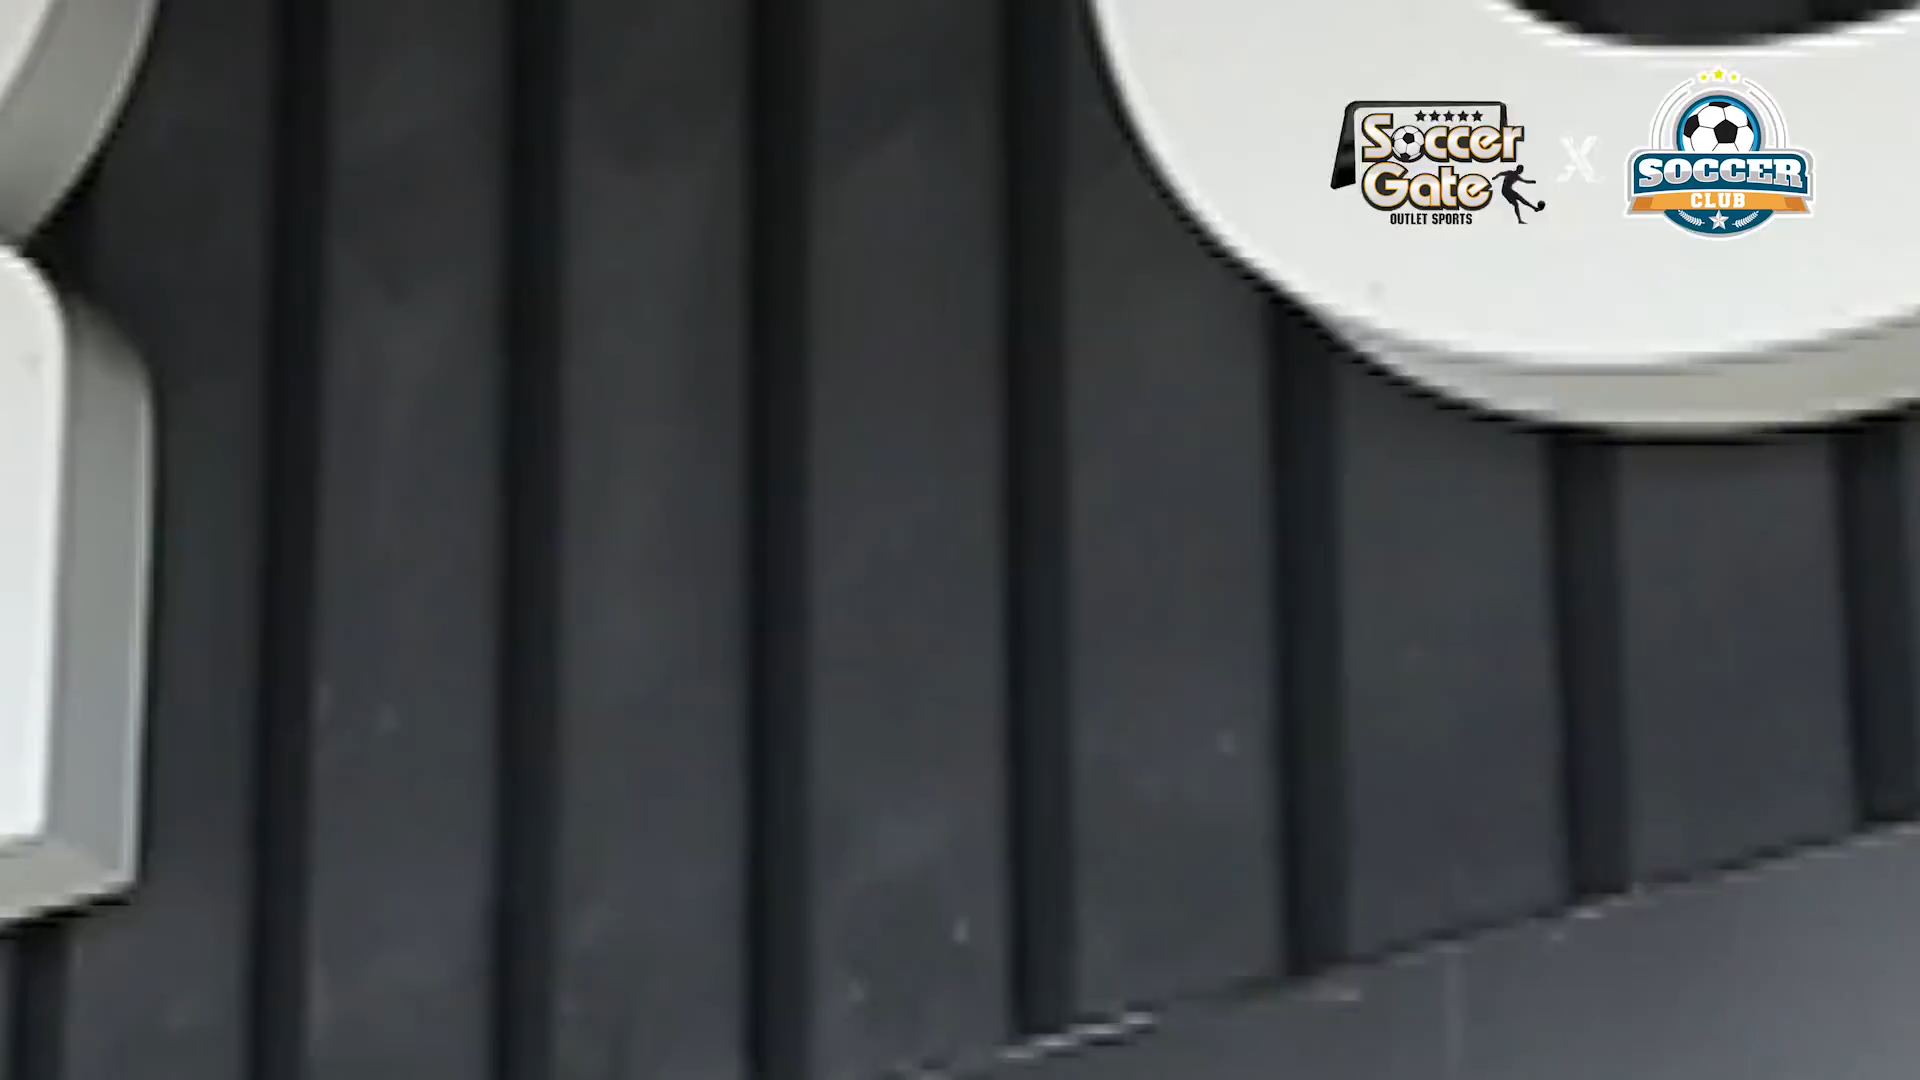 Soccer
Gate
OUTLET SPORTS
X
SOCCER
CLUB